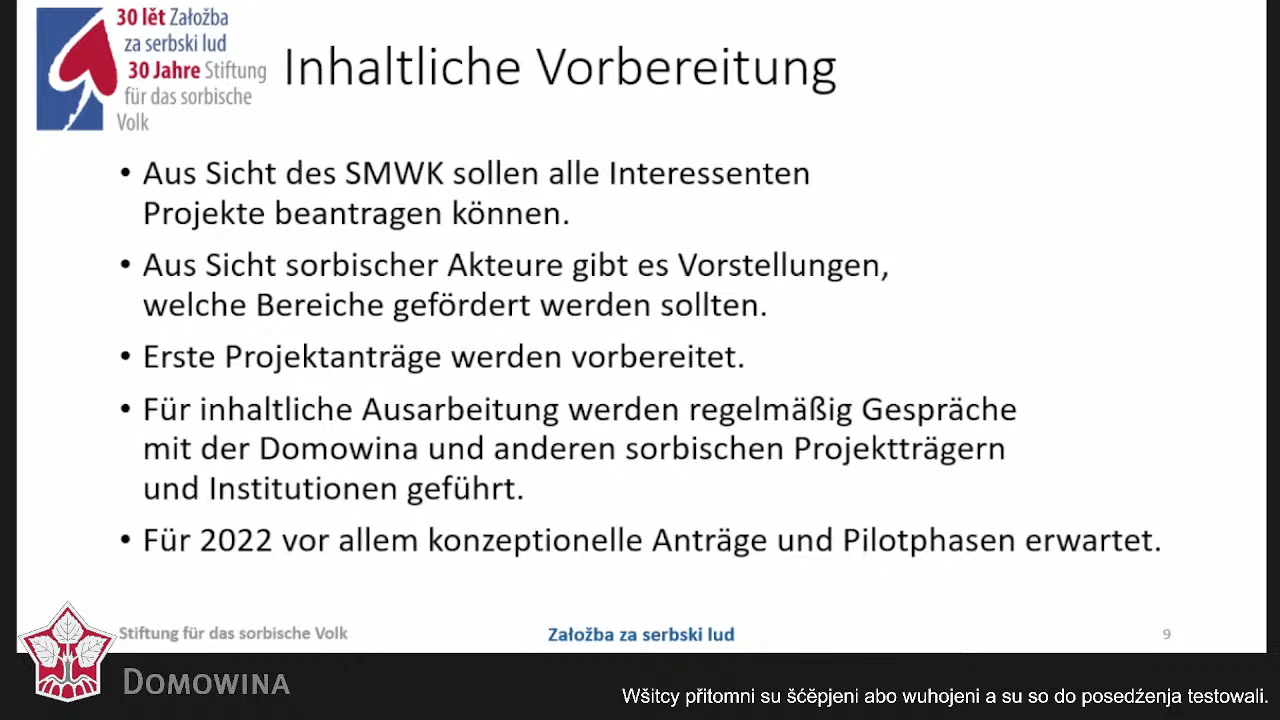 30 lět Załožba
za serbski lud
30 Jahre Stiftung
für das sorbische
Volk
Inhaltliche Vorbereitung
• Aus Sicht des SMWK sollen alle Interessenten
Projekte beantragen können.
• Aus Sicht sorbischer Akteure gibt es Vorstellungen,
welche Bereiche gefördert werden sollten.
• Erste Projektanträge werden vorbereitet.
• Für inhaltliche Ausarbeitung werden regelmäßig Gespräche
mit der Domowina und anderen sorbischen Projektträgern
und Institutionen geführt.
• Für 2022 vor allem konzeptionelle Anträge und Pilotphasen erwartet.
Stiftung für das sorbische Volk
Załožba za serbski lud
9
DOMOWINA
Wšitcy přitomni su šćěpjeni abo wuhojeni a su so do posedźenja testowali.